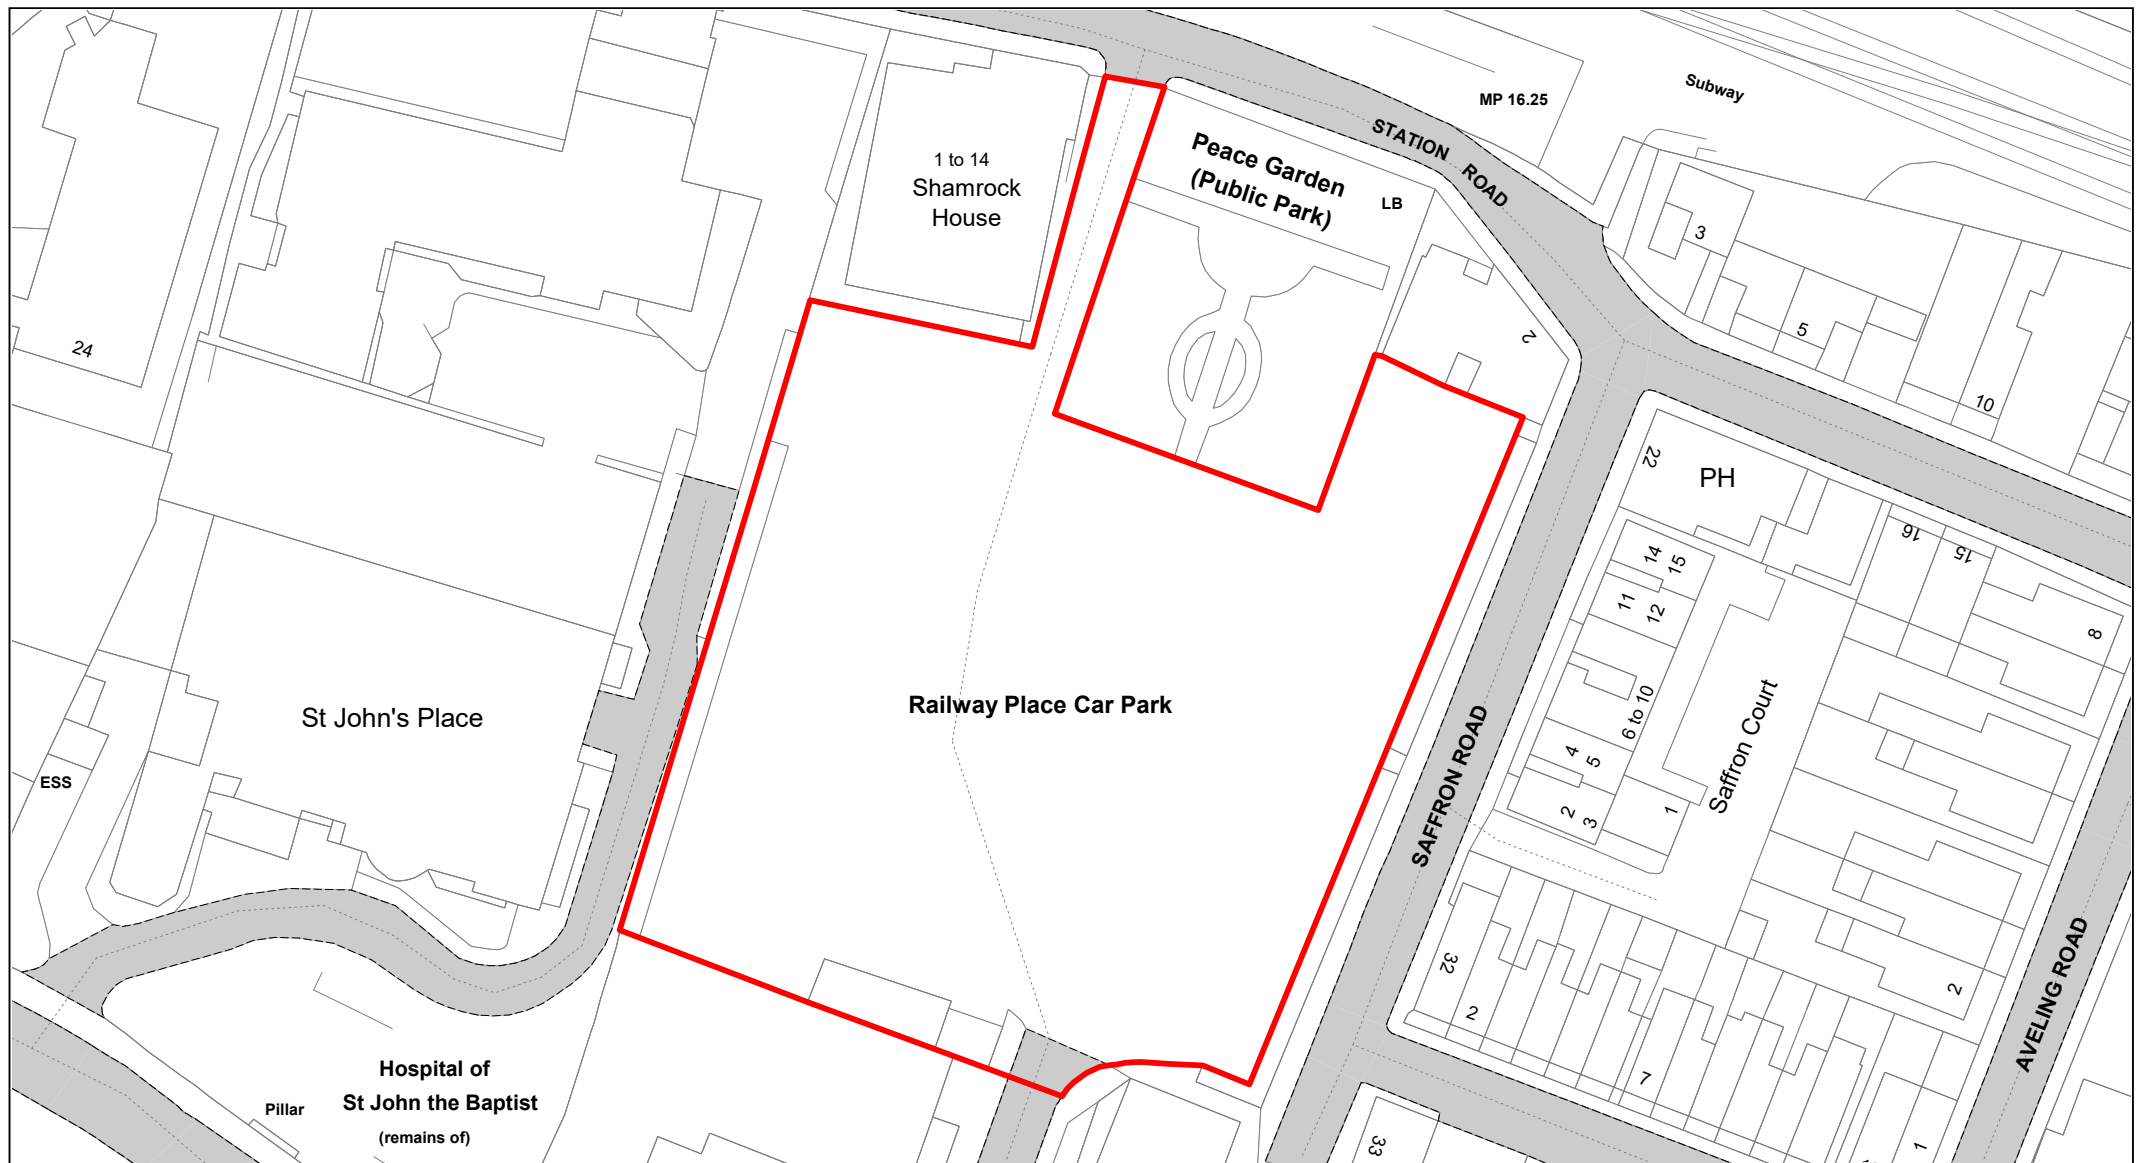 MP 16.25
Subway
STATION ROAD
1 to 14
Shamrock
House
Peace Garden
(Public Park)
LB
3
5
10
2
24
22
PH
16
15
8
14
15
11
12
6 to 10
4
5
2
3
1
Saffron Court
St John's Place
Railway Place Car Park
SAFFRON ROAD
AVELING ROAD
ESS
32
2
2
7
1
33
Hospital of
St John the Baptist
(remains of)
Pillar